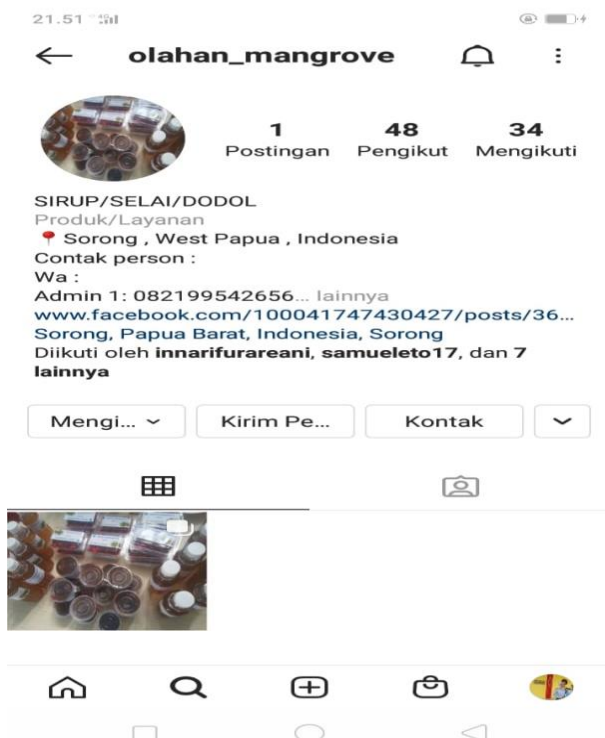 21.51
olahan_mangrove
1 48 34
Postingan Pengikut Mengikuti
SIRUP/SELAI/DODOL
Produk/Layanan
Sorong , West Papua , Indonesia
Contak person :
Wa :
Admin 1: 082199542656... lainnya
www.facebook.com/100041747430427/posts/36...
Sorong, Papua Barat, Indonesia, Sorong
Diikuti oleh innarifurareani, samueleto17, dan 7
lainnya
Mengi... Kirim Pe... Kontak